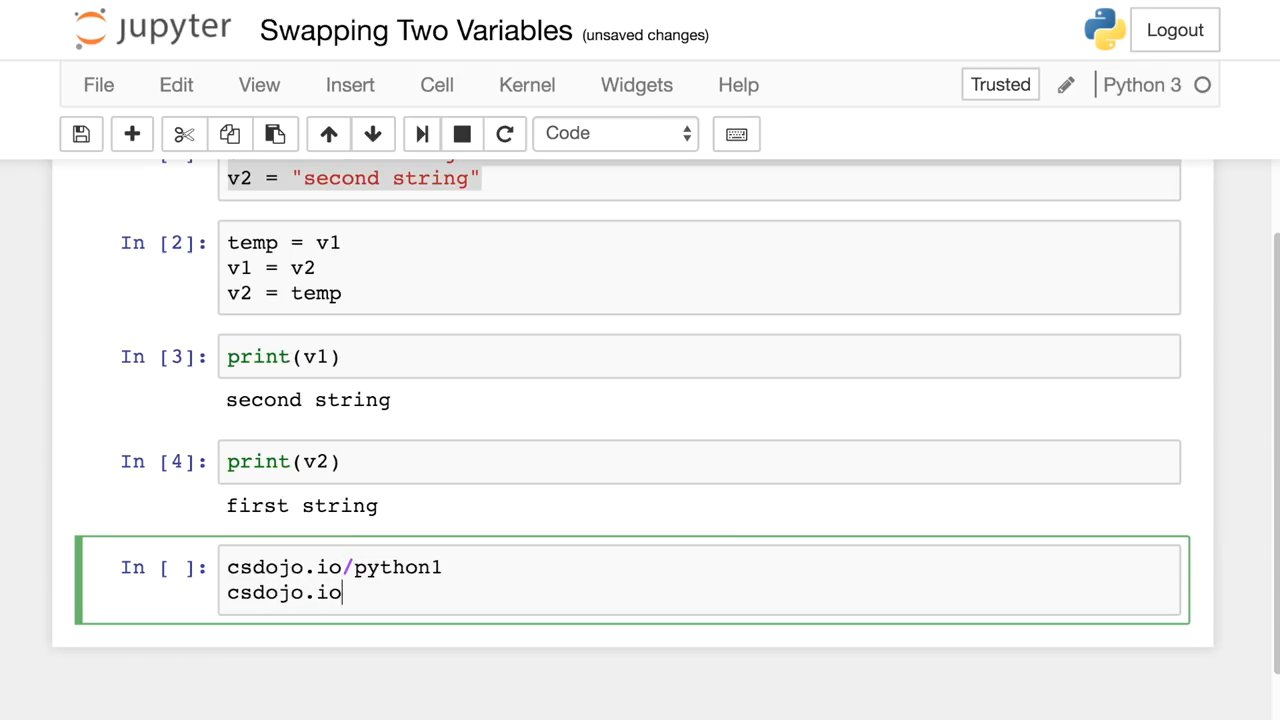 jupyter Swapping Two Variables (unsaved changes) Logout
File Edit View Insert Cell Kernel Widgets Help Trusted Python 3
Code
v2 = "second string"
In [2]: temp = v1
v1 = v2
v2 = temp
In [3]: print(v1)
second string
In [4]: print(v2)
first string
In [ ]: csdojo.io/python1
csdojo.io